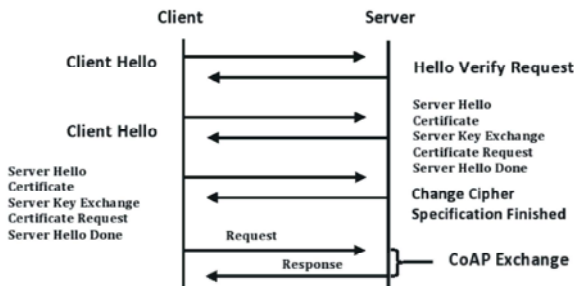 Client
Server
Client Hello
Hello Verify Request
Client Hello
Server Hello
Certificate
Server Key Exchange
Certificate Request
Server Hello Done
Server Hello
Certificate
Server Key Exchange
Certificate Request
Server Hello Done
Change Cipher
Specification Finished
Request
Response
CoAP Exchange